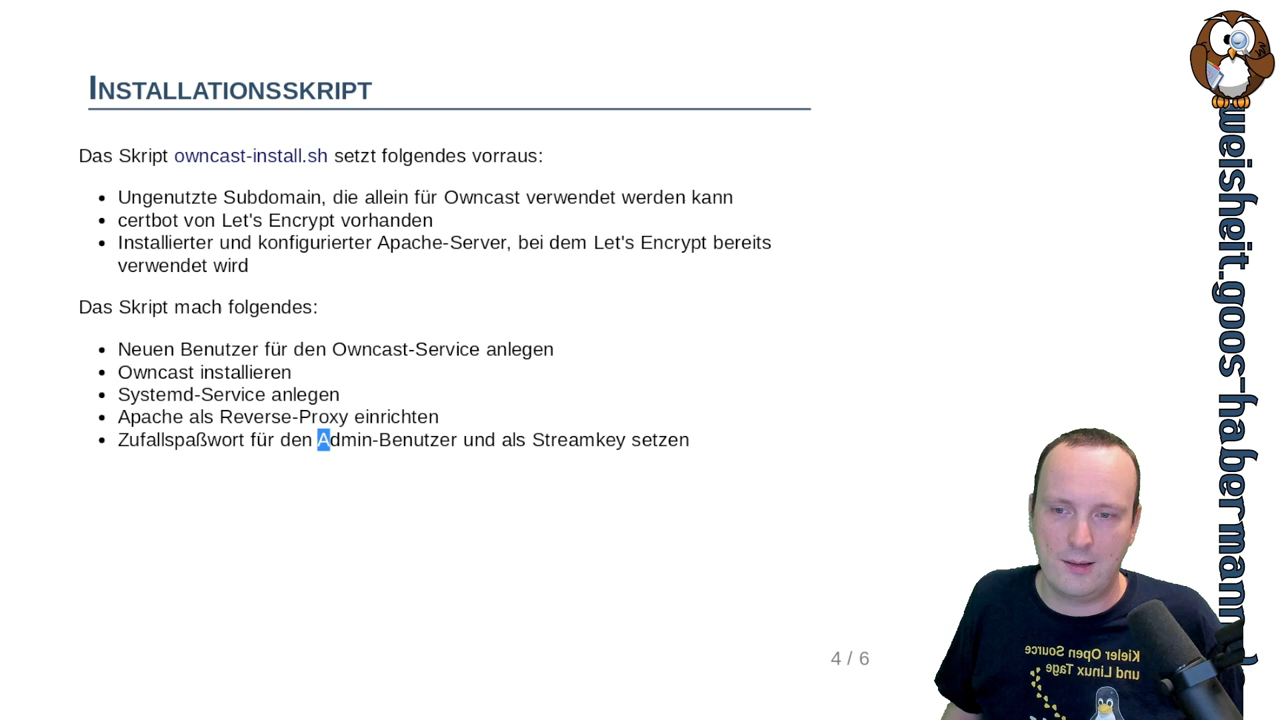 INSTALLATIONSSKRIPT
Das Skript owncast-install.sh setzt folgendes vorraus:
Ungenutzte Subdomain, die allein für Owncast verwendet werden kann
certbot von Let's Encrypt vorhanden
Installierter und konfigurierter Apache-Server, bei dem Let's Encrypt bereits
verwendet wird
Das Skript mach folgendes:
Neuen Benutzer für den Owncast-Service anlegen
Owncast installieren
Systemd-Service anlegen
Apache als Reverse-Proxy einrichten
Zufallspaßwort für den Admin-Benutzer und als Streamkey setzen
4 / 6
Kieler Open Source
und Linux Tage
weisheit.goos-habermann